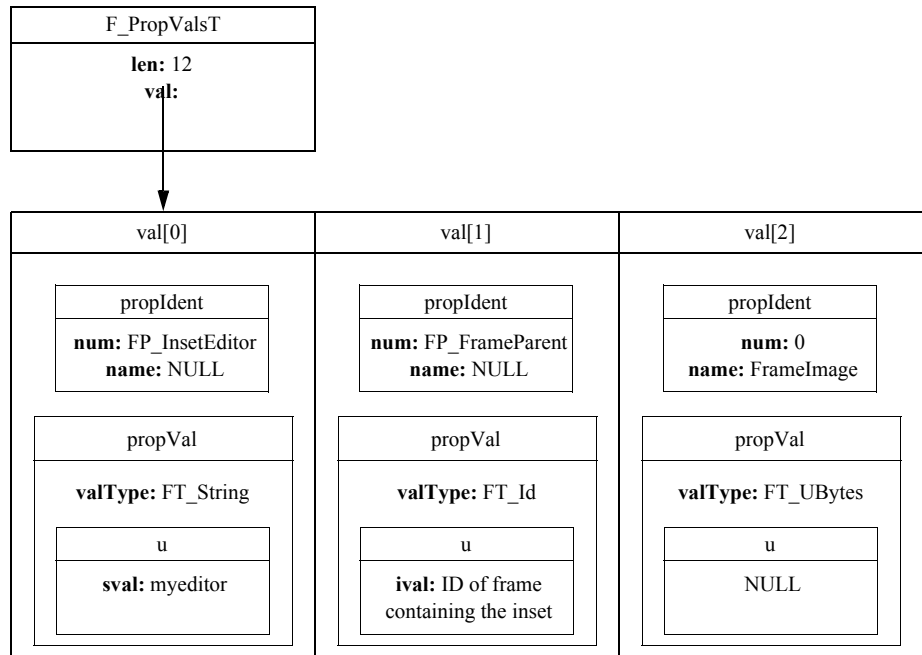 F_PropValsT
len: 12
val:
val[0]
val[1]
val[2]
propIdent
num: FP_InsetEditor
name: NULL
propIdent
num: FP_FrameParent
name: NULL
propIdent
num: 0
name: FrameImage
propVal
valType: FT_String
u
sval: myeditor
propVal
valType: FT_Id
u
ival: ID of frame
containing the inset
propVal
valType: FT_UBytes
u
NULL